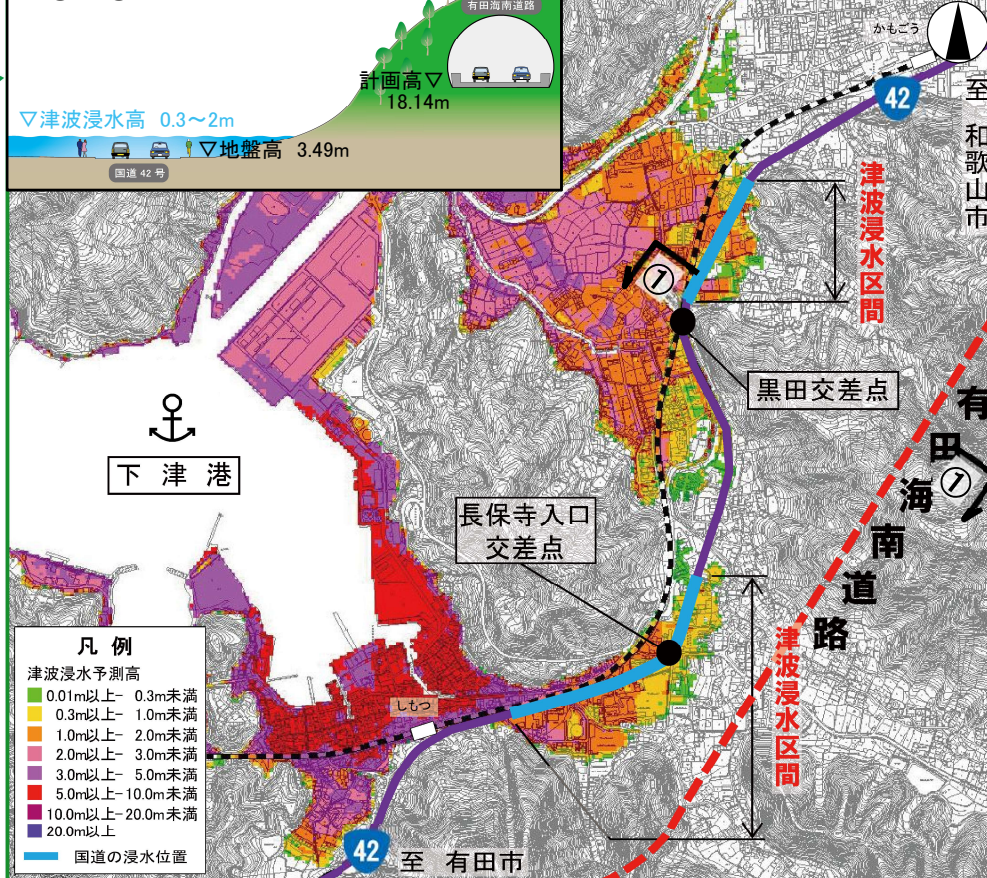 有田海南道路
計画高▽
18.14m
▽津波浸水高 0.3～2m
▽地盤高 3.49m
国道42号
かもごう
42
至 和歌山市
津波浸水区間
①
黒田交差点
下津港
長保寺入口
交差点
有田海南道路
①
津波浸水区間
しもつ
42
至 有田市
凡例
津波浸水予測高
0.01m以上- 0.3m未満
0.3m以上- 1.0m未満
1.0m以上- 2.0m未満
2.0m以上- 3.0m未満
3.0m以上- 5.0m未満
5.0m以上-10.0m未満
10.0m以上-20.0m未満
20.0m以上
国道の浸水位置